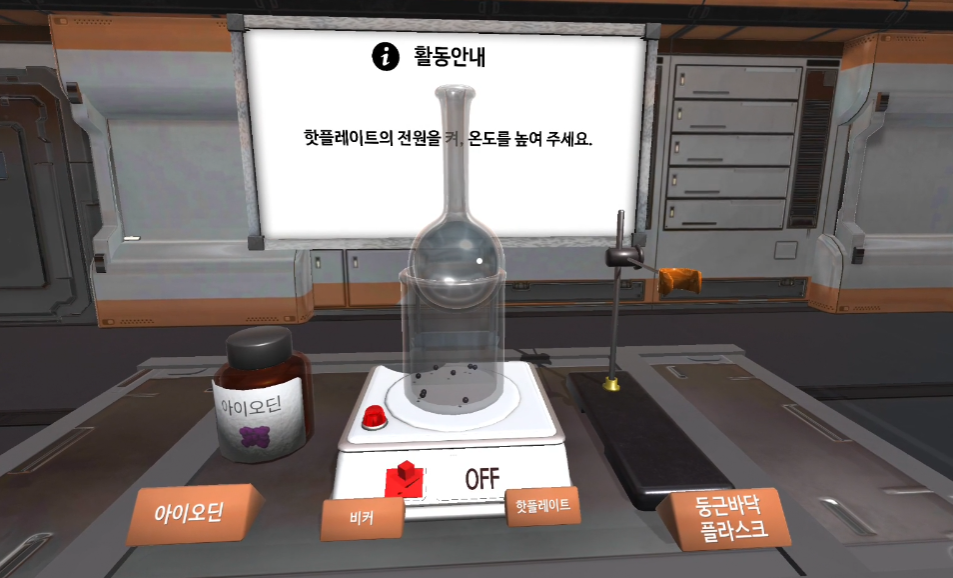 활동안내
핫플레이트의 전원을 켜, 온도를 높여 주세요.
아이오딘
OFF
아이오딘
비커
핫플레이트
둥근바닥
플라스크